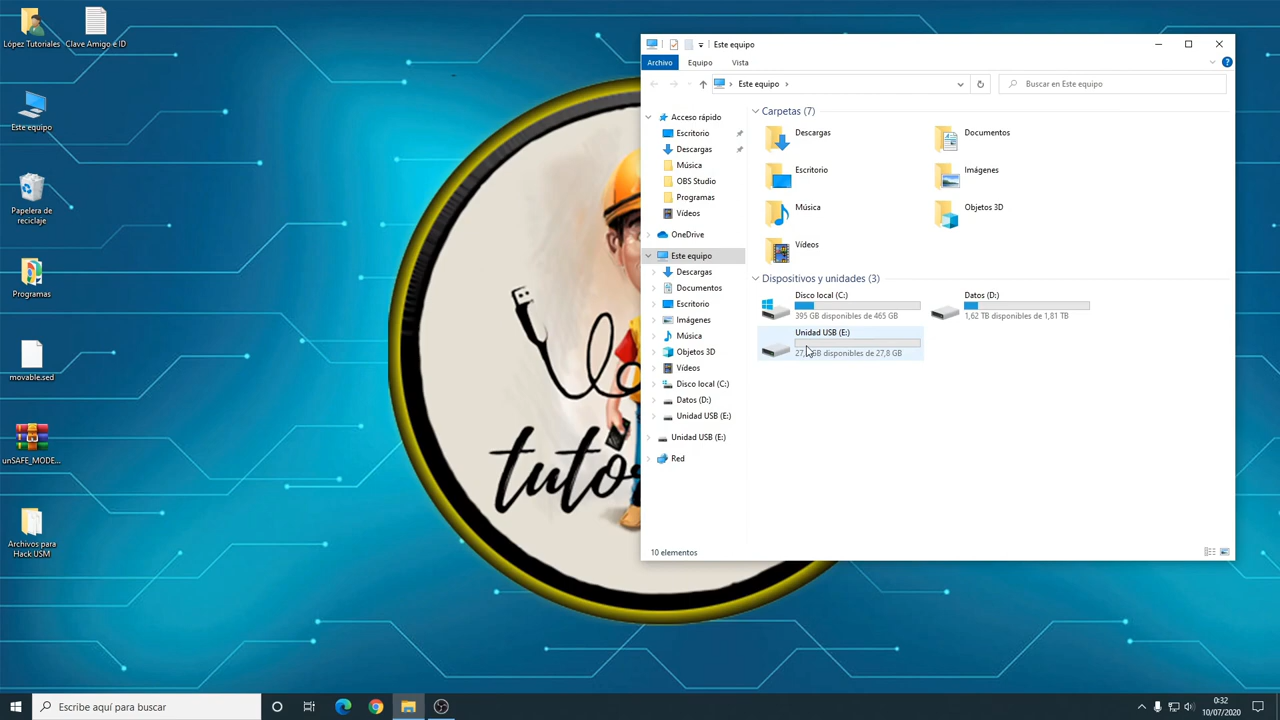 López Tutoriales
Clave Amigo e ID
Este equipo
Papelera de
reciclaje
Programas
movable.sed
unSAFE_MODE...
Archivos para
Hack USM
tuto
Este equipo
Archivo
Equipo
Vista
Este equipo
Buscar en Este equipo
Acceso rápido
Escritorio
Descargas
Música
OBS Studio
Programas
Vídeos
OneDrive
Este equipo
Descargas
Documentos
Escritorio
Imágenes
Música
Objetos 3D
Vídeos
Disco local (C:)
Datos (D:)
Unidad USB (E:)
Unidad USB (E:)
Red
Carpetas (7)
Descargas
Documentos
Escritorio
Imágenes
Música
Objetos 3D
Vídeos
Dispositivos y unidades (3)
Disco local (C:)
395 GB disponibles de 465 GB
Datos (D:)
1,62 TB disponibles de 1,81 TB
Unidad USB (E:)
GB disponibles de 27,8 GB
10 elementos
Escribe aquí para buscar
0:32
10/07/2020